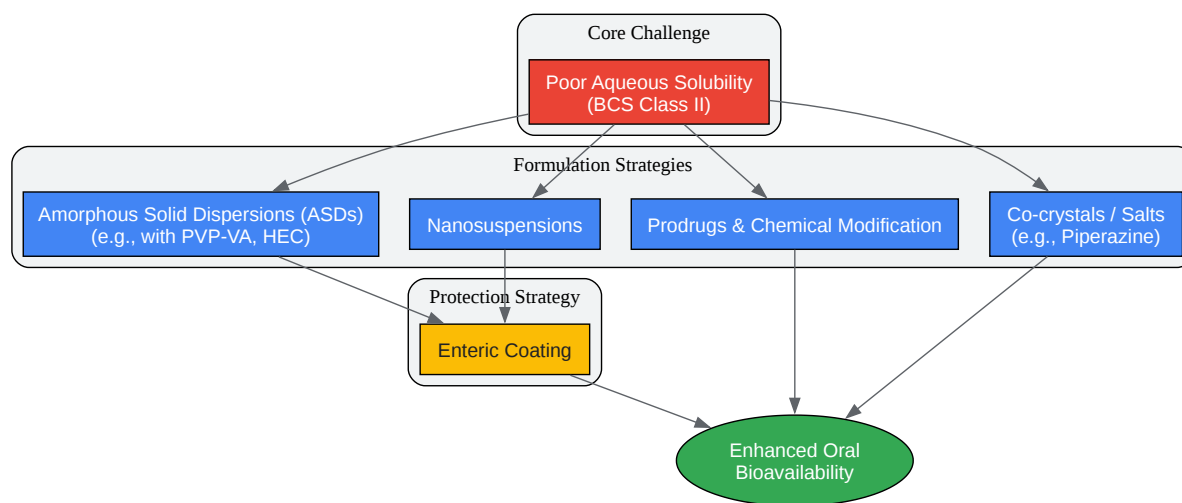 Core Challenge
Poor Aqueous Solubility
(BCS Class II)
Formulation Strategies
Amorphous Solid Dispersions (ASDs)
(e.g., with PVP-VA, HEC)
Nanosuspensions
Prodrugs & Chemical Modification
Co-crystals / Salts
(e.g., Piperazine)
Protection Strategy
Enteric Coating
Enhanced Oral
Bioavailability